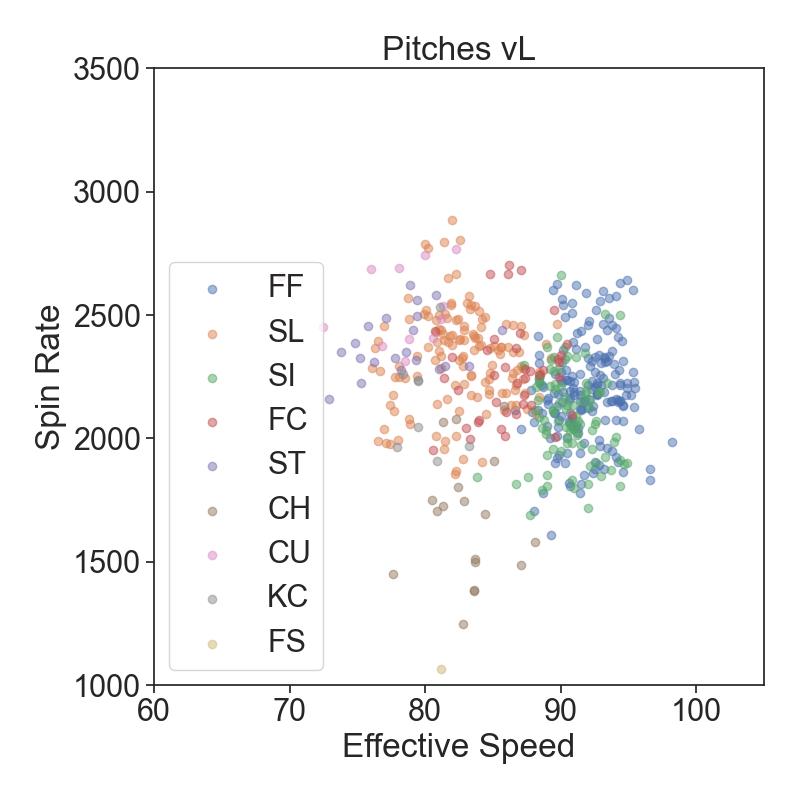 Pitches vL
3500
3000
2500
2000
1500
1000
Spin Rate
FF
SL
SI
FC
ST
CH
CU
KC
FS
60
70
80
90
100
Effective Speed